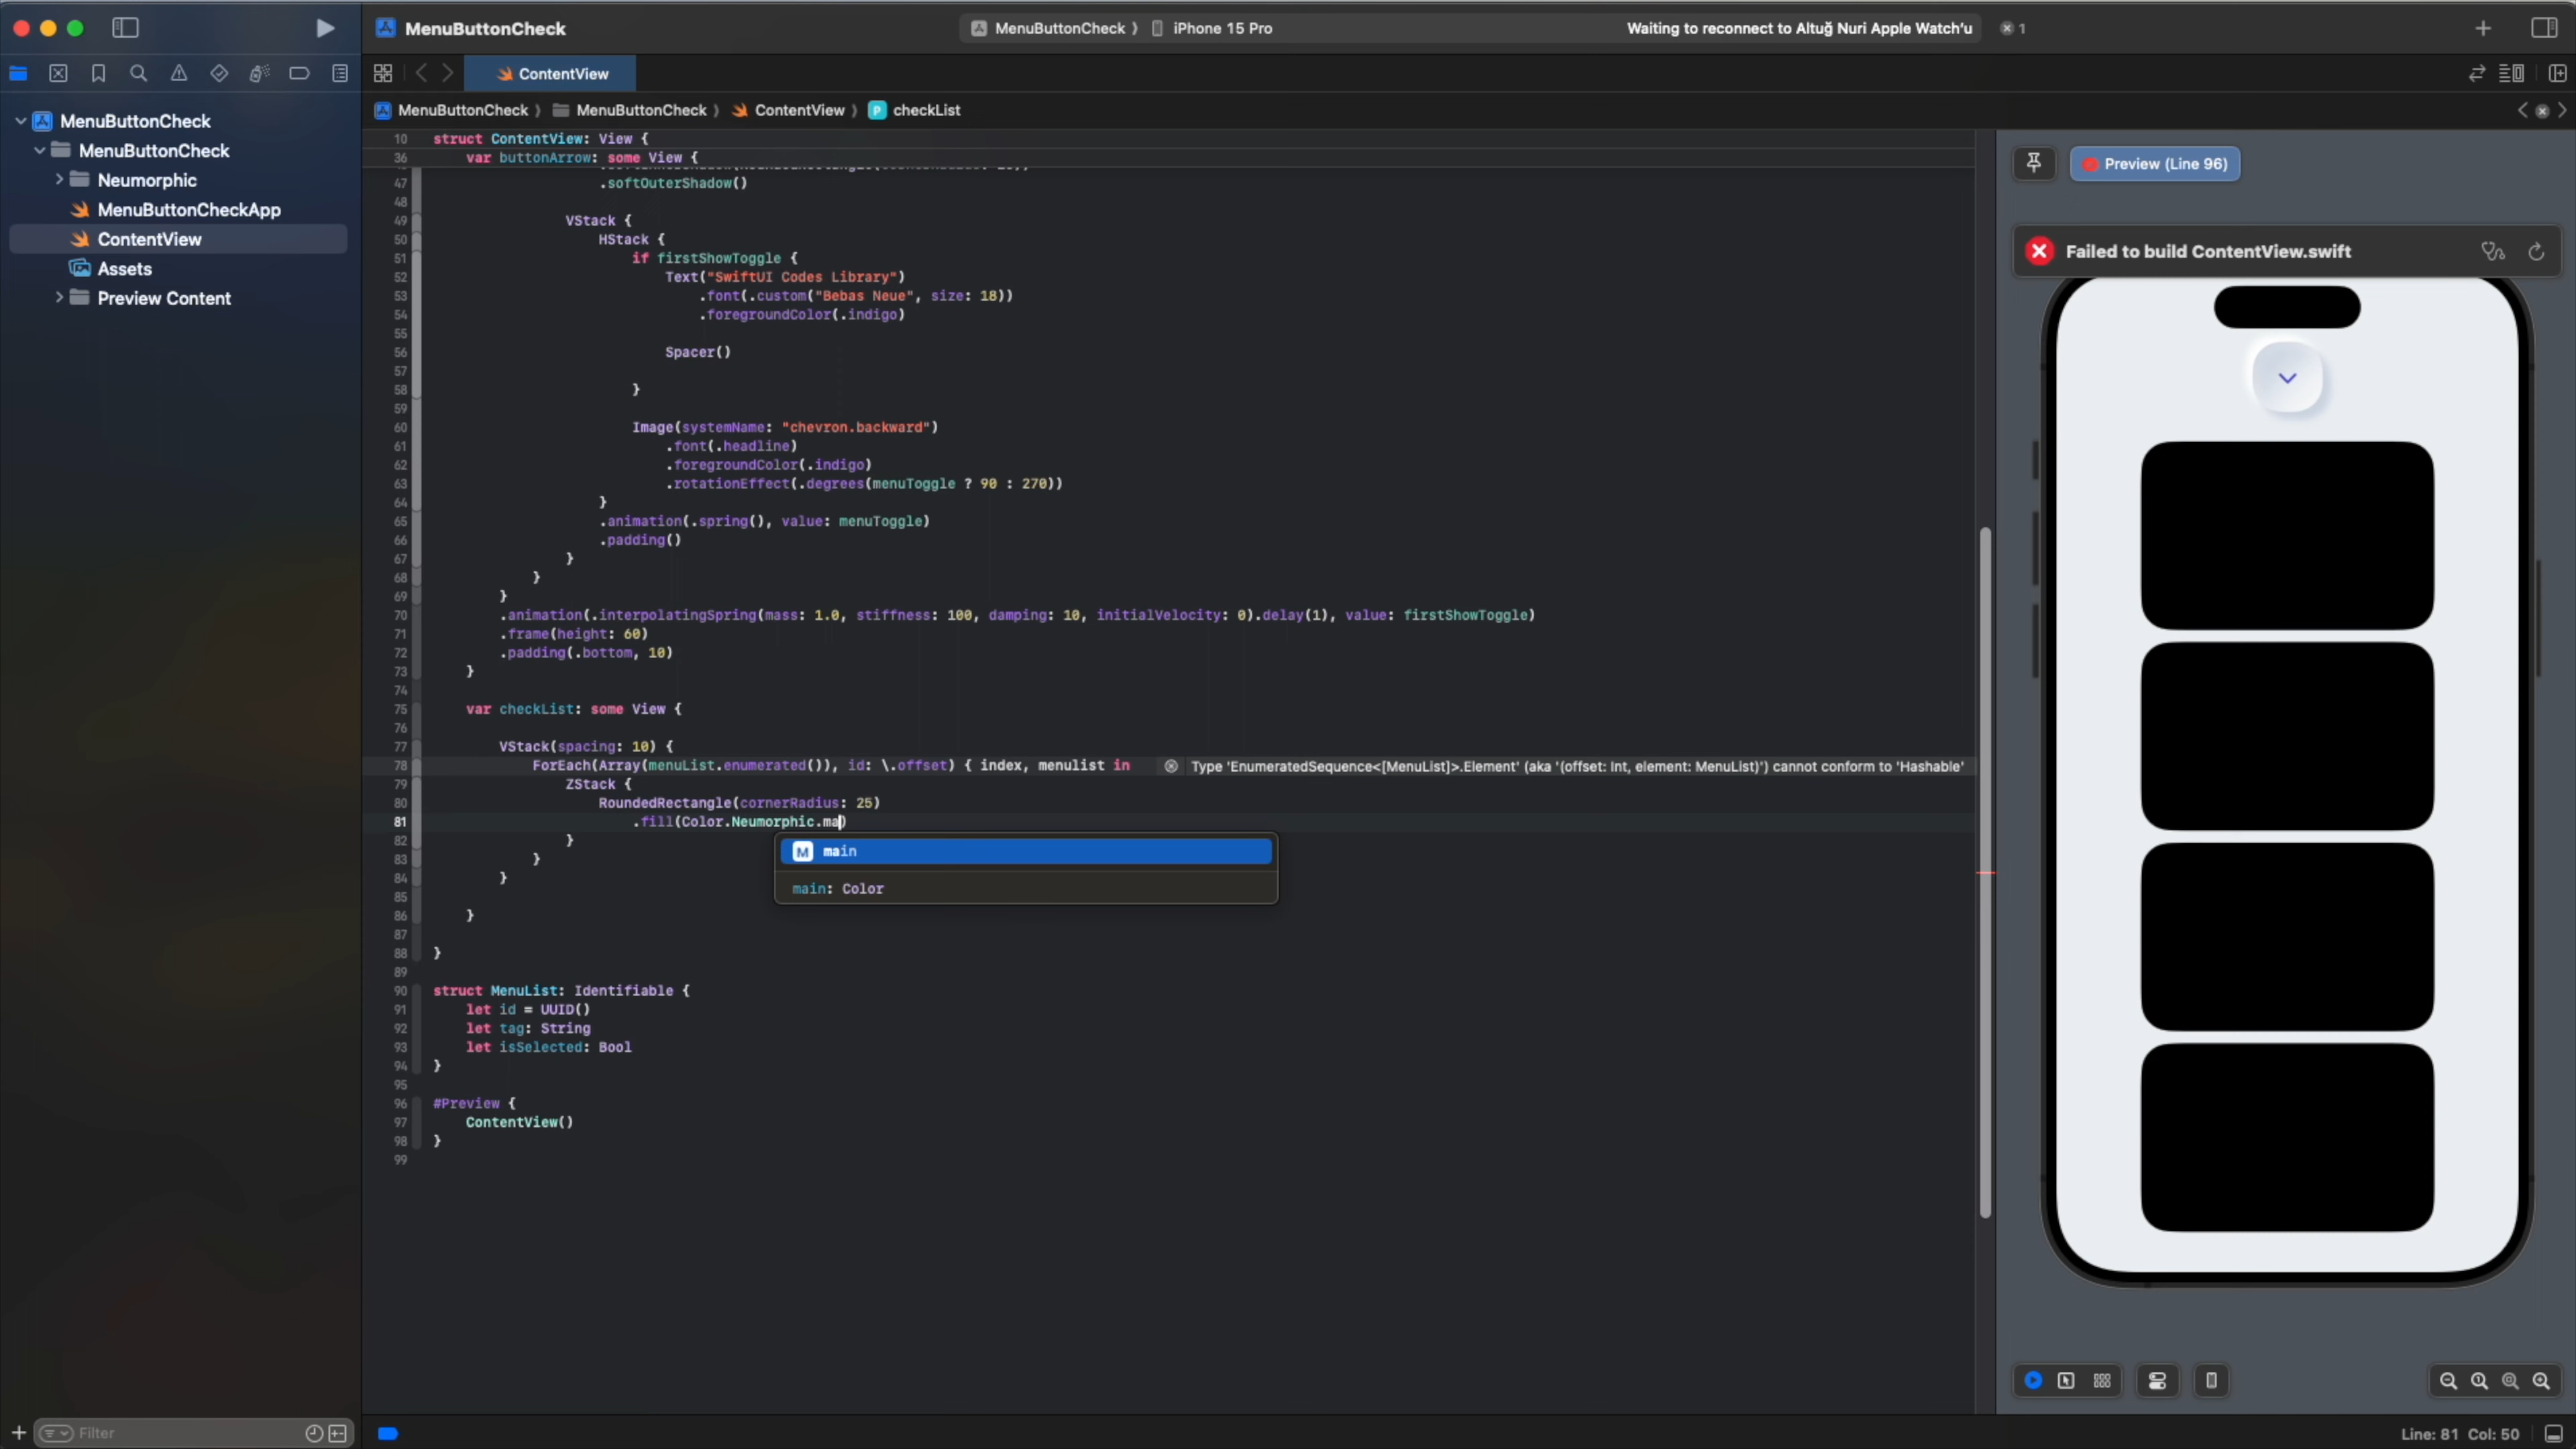 MenuButtonCheck
MenuButtonCheck
iPhone 15 Pro
Waiting to reconnect to Altuğ Nuri Apple Watch'u
1
ContentView
MenuButtonCheck
MenuButtonCheck
Neumorphic
MenuButtonCheckApp
ContentView
Assets
Preview Content
MenuButtonCheck
MenuButtonCheck
ContentView
checkList
10 struct ContentView: View {
36 var buttonArrow: some View {
47 .softOuterShadow()
48
49 VStack {
50 HStack {
51 if firstShowToggle {
52 Text("SwiftUI Codes Library")
53 .font(.custom("Bebas Neue", size: 18))
54 .foregroundColor(.indigo)
55
56 Spacer()
57
58 }
59
60 Image(systemName: "chevron.backward")
61 .font(.headline)
62 .foregroundColor(.indigo)
63 .rotationEffect(.degrees(menuToggle ? 90 : 270))
64 }
65 .animation(.spring(), value: menuToggle)
66 .padding()
67 }
68 }
69 }
70 .animation(.interpolatingSpring(mass: 1.0, stiffness: 100, damping: 10, initialVelocity: 0).delay(1), value: firstShowToggle)
71 .frame(height: 60)
72 .padding(.bottom, 10)
73 }
74
75 var checkList: some View {
76
77 VStack(spacing: 10) {
78 ForEach(Array(menuList.enumerated()), id: \.offset) { index, menulist in Type 'EnumeratedSequence<[MenuList]>.Element' (aka '(offset: Int, element: MenuList)') cannot conform to 'Hashable'
79 ZStack {
80 RoundedRectangle(cornerRadius: 25)
81 .fill(Color.Neumorphic.ma)
82 }
M main
83 }
84 }
main: Color
85
86 }
87
88 }
89
90 struct MenuList: Identifiable {
91 let id = UUID()
92 let tag: String
93 let isSelected: Bool
94 }
95
96 #Preview {
97 ContentView()
98 }
99
Preview (Line 96)
Failed to build ContentView.swift
Filter
Line: 81 Col: 50